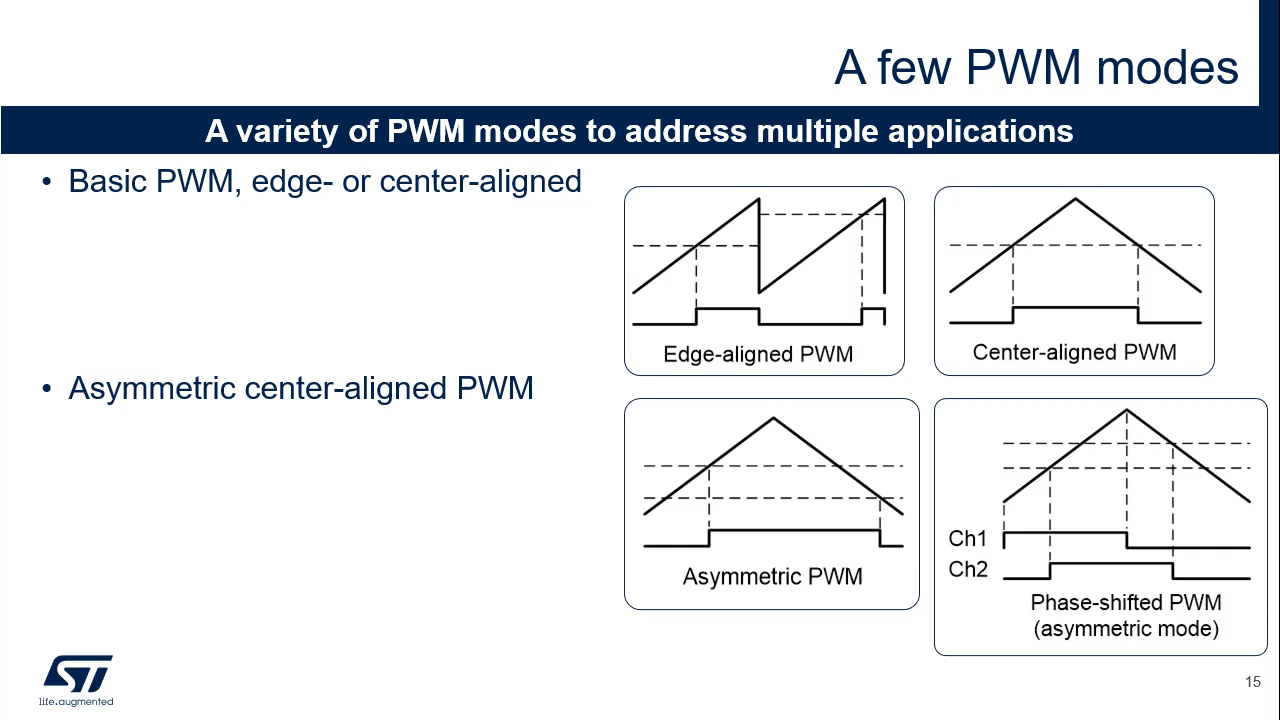 A few PWM modes
A variety of PWM modes to address multiple applications
• Basic PWM, edge- or center-aligned
Edge-aligned PWM
Center-aligned PWM
• Asymmetric center-aligned PWM
Asymmetric PWM
Ch1
Ch2
Phase-shifted PWM
(asymmetric mode)
ST
life.augmented
15